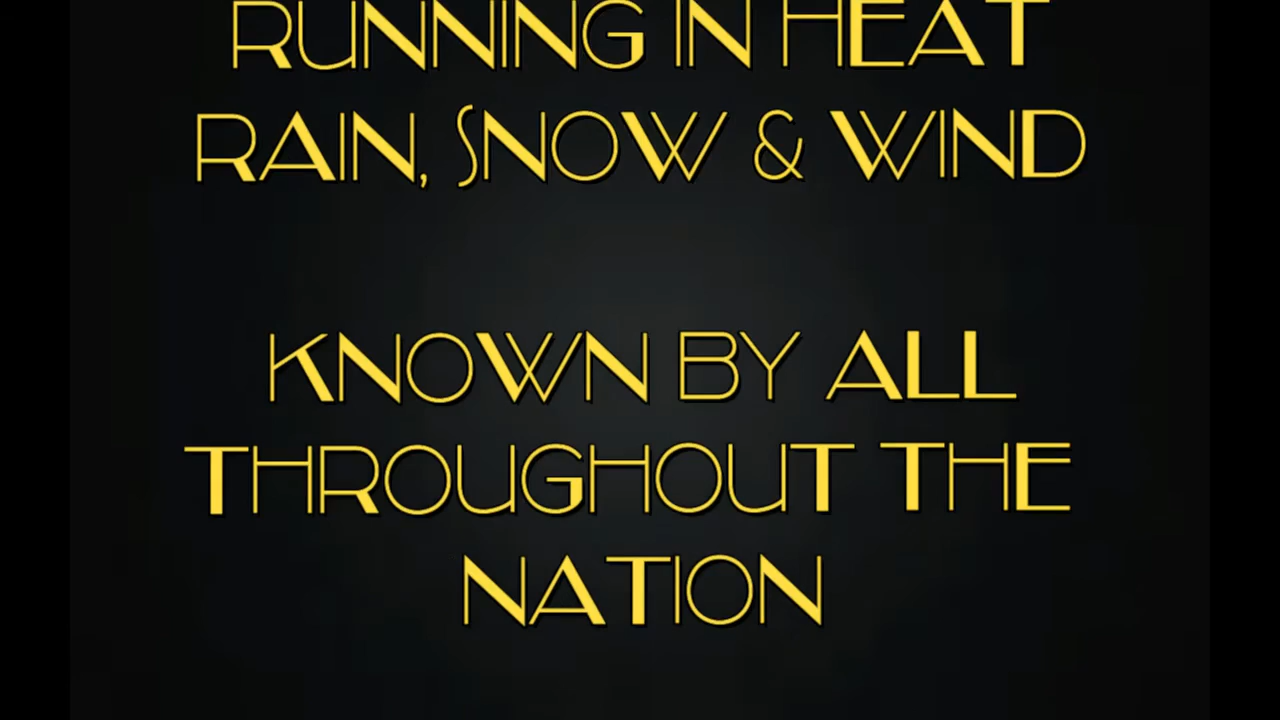 RUNNING IN HEAT
RAIN, SNOW & WIND
KNOWN BY ALL
THROUGHOUT THE
NATION